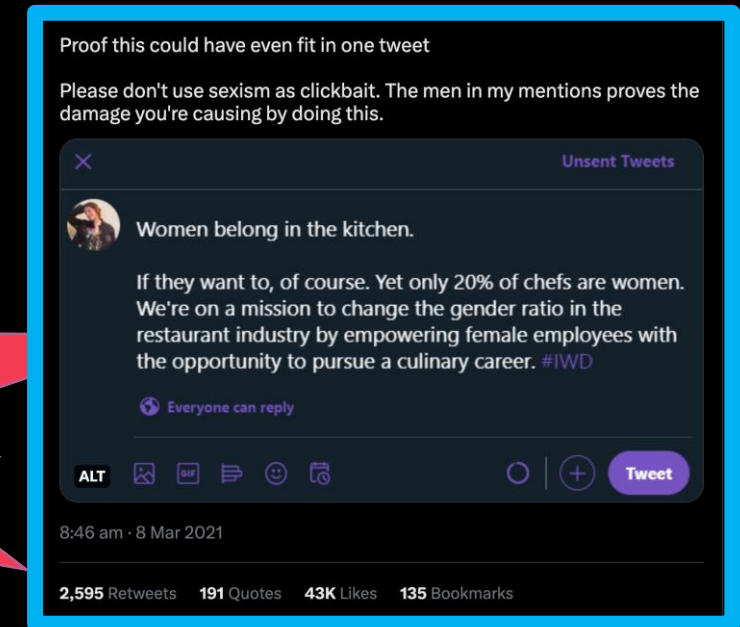 Proof this could have even fit in one tweet
Please don't use sexism as clickbait. The men in my mentions proves the
damage you're causing by doing this.
Unsent Tweets
Women belong in the kitchen.
If they want to, of course. Yet only 20% of chefs are women.
We're on a mission to change the gender ratio in the
restaurant industry by empowering female employees with
the opportunity to pursue a culinary career. #IWD
Everyone can reply
ALT GIF Tweet
8:46 am · 8 Mar 2021
2,595 Retweets 191 Quotes 43K Likes 135 Bookmarks